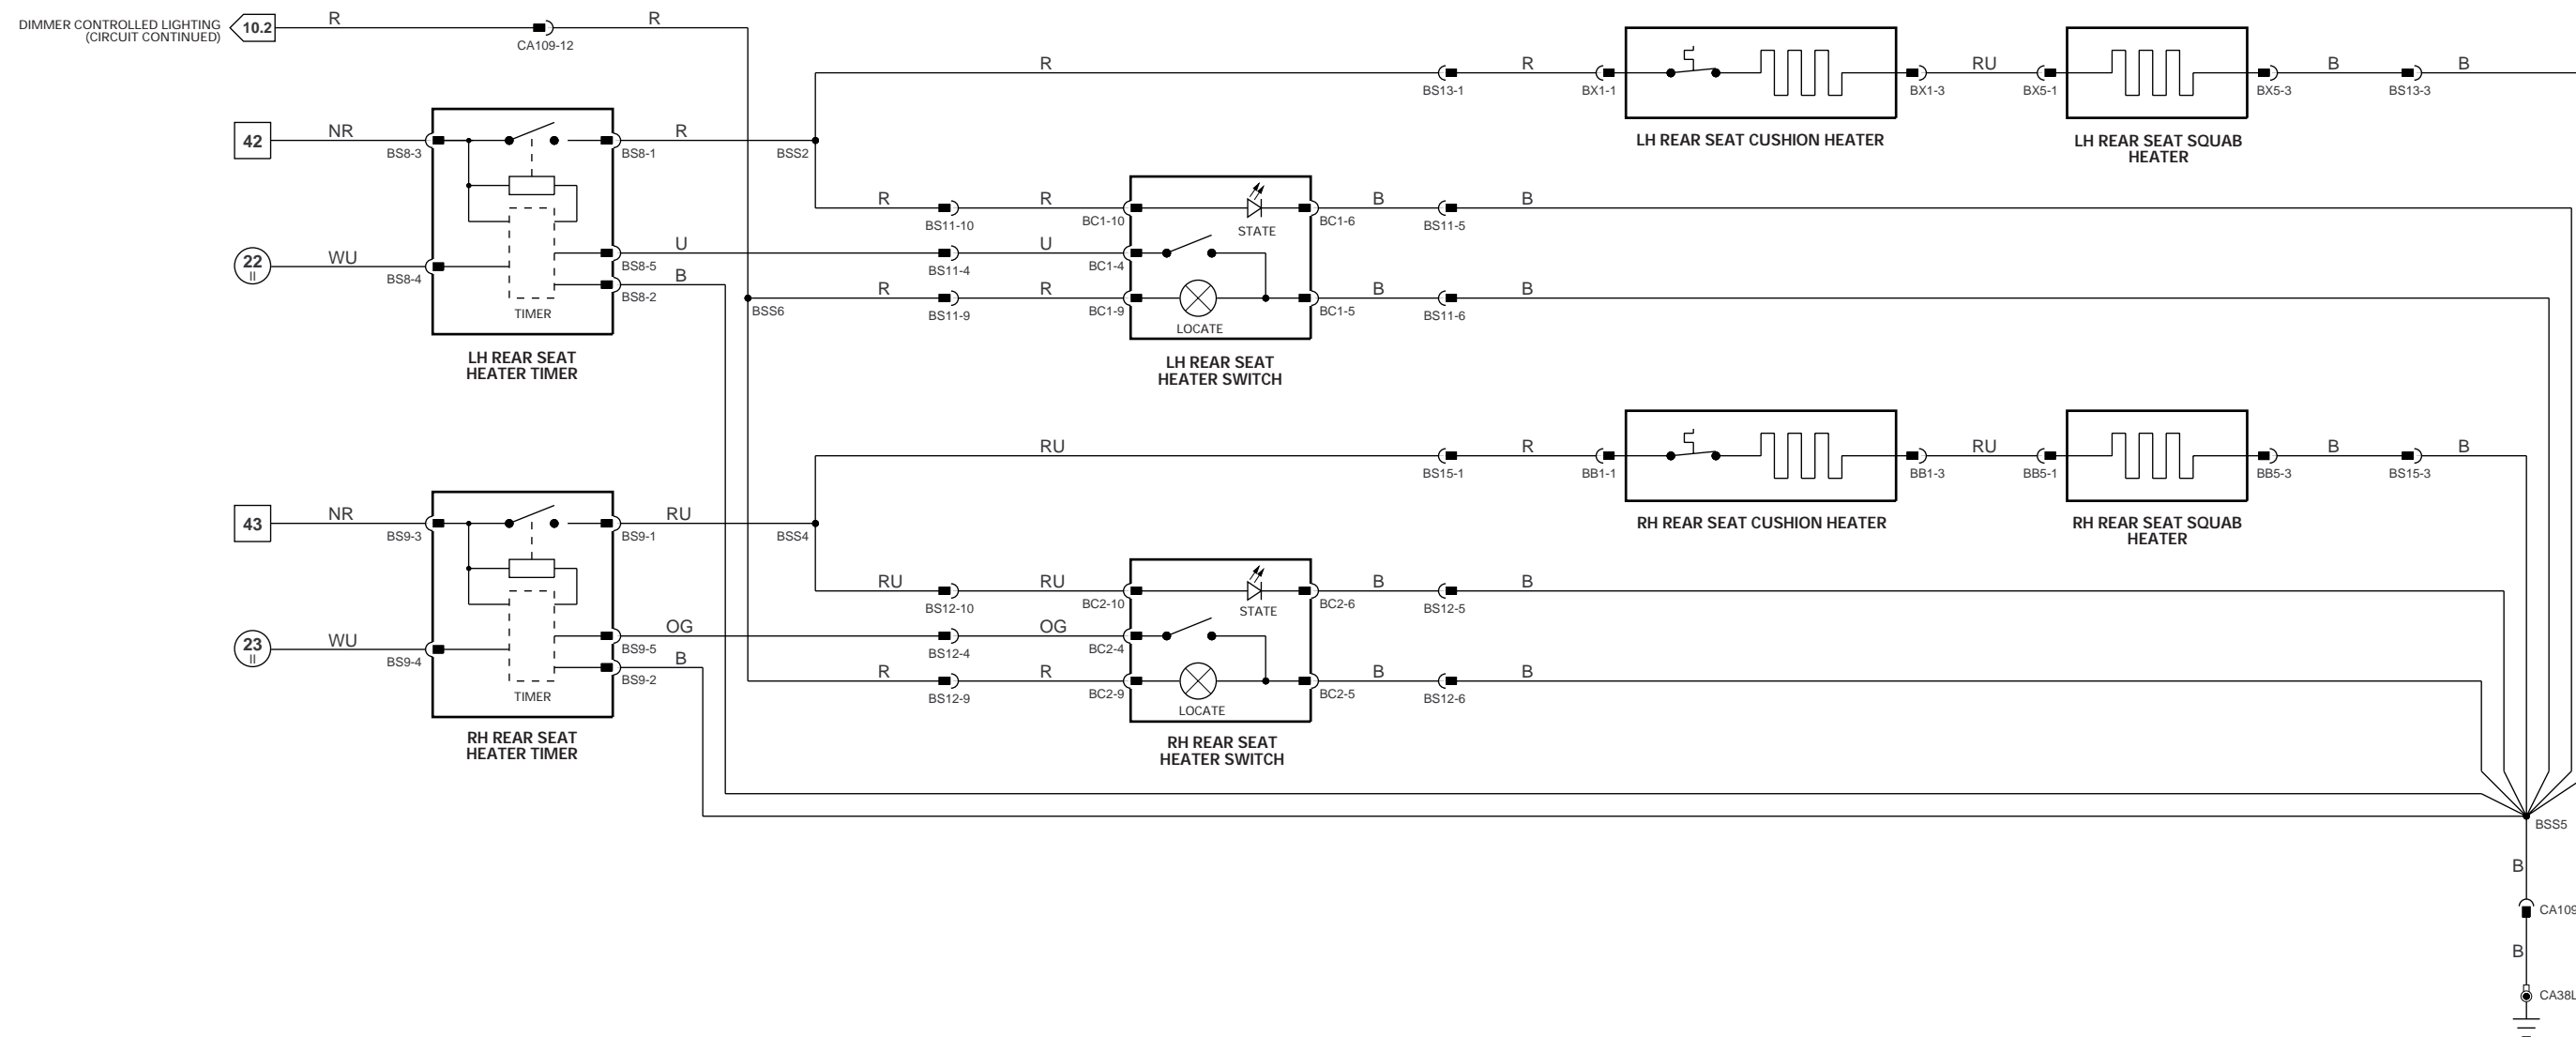 DIMMER CONTROLLED LIGHTING
(CIRCUIT CONTINUED)
10.2
R
CA109-12
R
R
BS13-1
R
BX1-1
BX1-3
RU
BX5-1
BX5-3
B
BS13-3
B
LH REAR SEAT CUSHION HEATER
LH REAR SEAT SQUAB
HEATER
42
NR
BS8-3
BS8-1
R
BSS2
22
II
WU
BS8-4
BS8-5
U
BS8-2
B
TIMER
LH REAR SEAT
HEATER TIMER
R
BS11-10
R
BC1-10
STATE
BC1-6
B
BS11-5
B
BS11-4
U
BC1-4
BSS6
R
BS11-9
R
BC1-9
LOCATE
BC1-5
B
BS11-6
B
LH REAR SEAT
HEATER SWITCH
RU
BS15-1
R
BB1-1
BB1-3
RU
BB5-1
BB5-3
B
BS15-3
B
RH REAR SEAT CUSHION HEATER
RH REAR SEAT SQUAB
HEATER
43
NR
BS9-3
BS9-1
RU
BSS4
23
II
WU
BS9-4
BS9-5
OG
BS9-2
B
TIMER
RH REAR SEAT
HEATER TIMER
RU
BS12-10
RU
BC2-10
STATE
BC2-6
B
BS12-5
B
BS12-4
OG
BC2-4
R
BS12-9
R
BC2-9
LOCATE
BC2-5
B
BS12-6
B
RH REAR SEAT
HEATER SWITCH
BSS5
B
CA109
B
CA38L